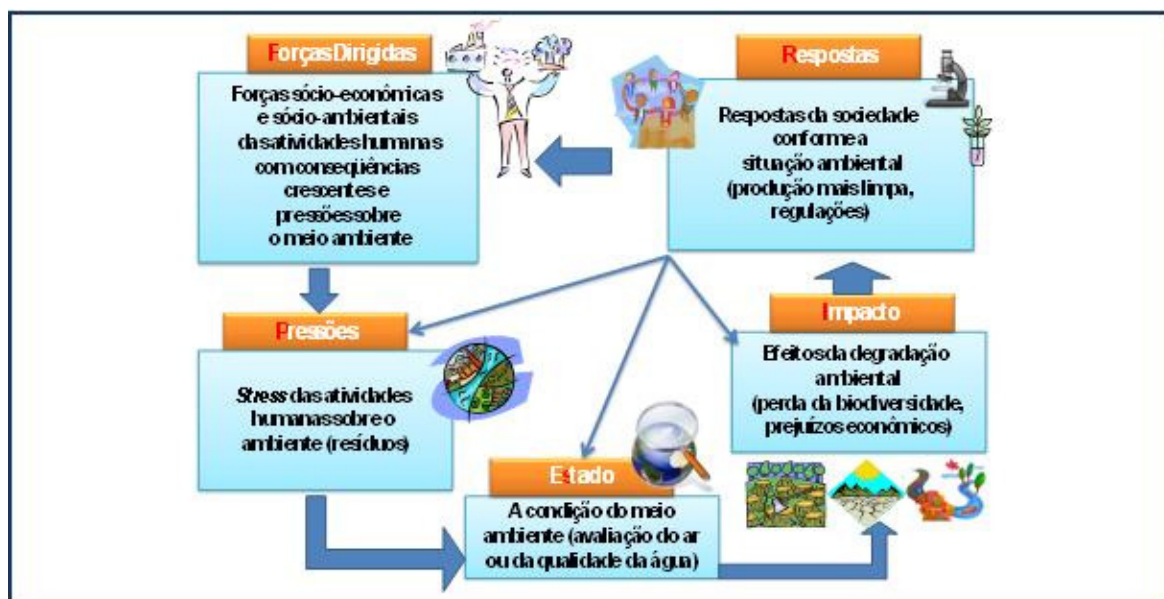 Forças Dirigidas
Forças sócio-econômicas
e sócio-ambientais
das atividades humanas
com conseqüências
crescentes e
pressões sobre
o meio ambiente
Respostas
Respostas da sociedade
conforme a
situação ambiental
(produção mais limpa,
regulações)
Pressões
Stress das atividades
humanas sobre o
ambiente (resíduos)
Impacto
Efeitos da degradação
ambiental
(perda da biodiversidade,
prejuízos econômicos)
Estado
A condição do meio
ambiente (avaliação do ar
ou da qualidade da água)